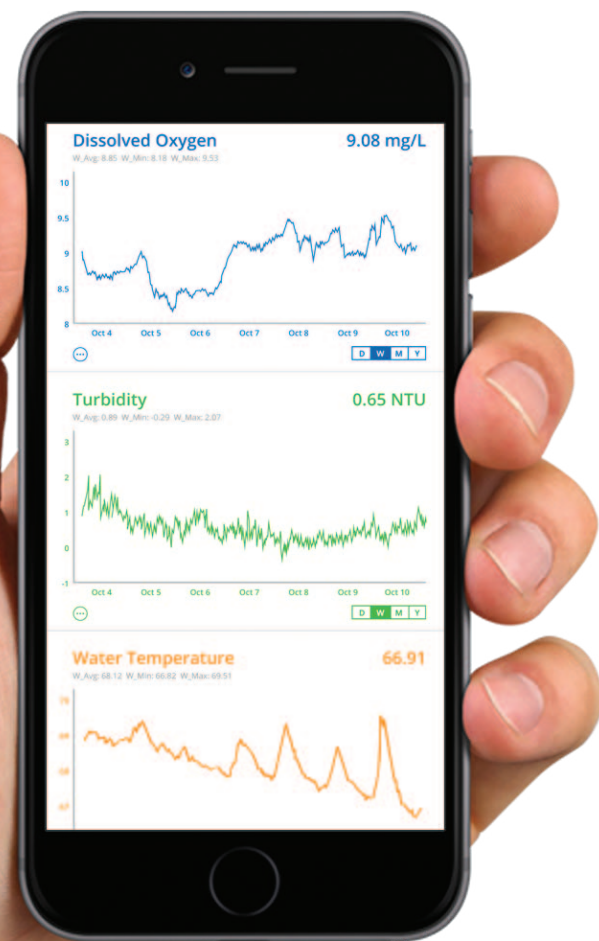 Dissolved Oxygen 9.08 mg/L
W_Avg: 8.85 W_Min: 8.18 W_Max: 9.53
10
9.5
9
8.5
8
Oct 4 Oct 5 Oct 6 Oct 7 Oct 8 Oct 9 Oct 10
D W M Y
Turbidity 0.65 NTU
W_Avg: 0.89 W_Min: -0.29 W_Max: 2.07
3
2
1
0
-1
Oct 4 Oct 5 Oct 6 Oct 7 Oct 8 Oct 9 Oct 10
D W M Y
Water Temperature 66.91
W_Avg: 68.12 W_Min: 66.82 W_Max: 69.51
70
69
68
67